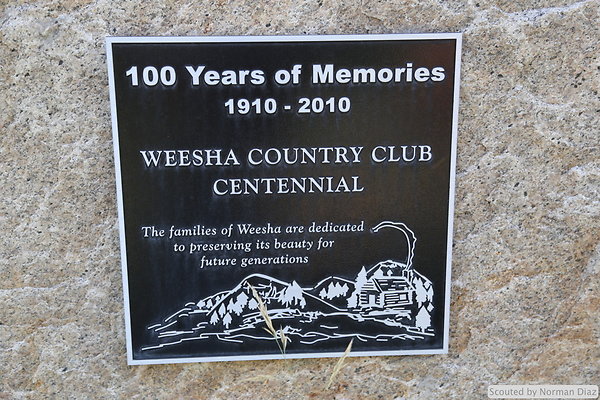 100 Years of Memories
1910 - 2010
WEESHA COUNTRY CLUB
CENTENNIAL
The families of Weesha are dedicated
to preserving its beauty for
future generations
Scouted by Norman Diaz